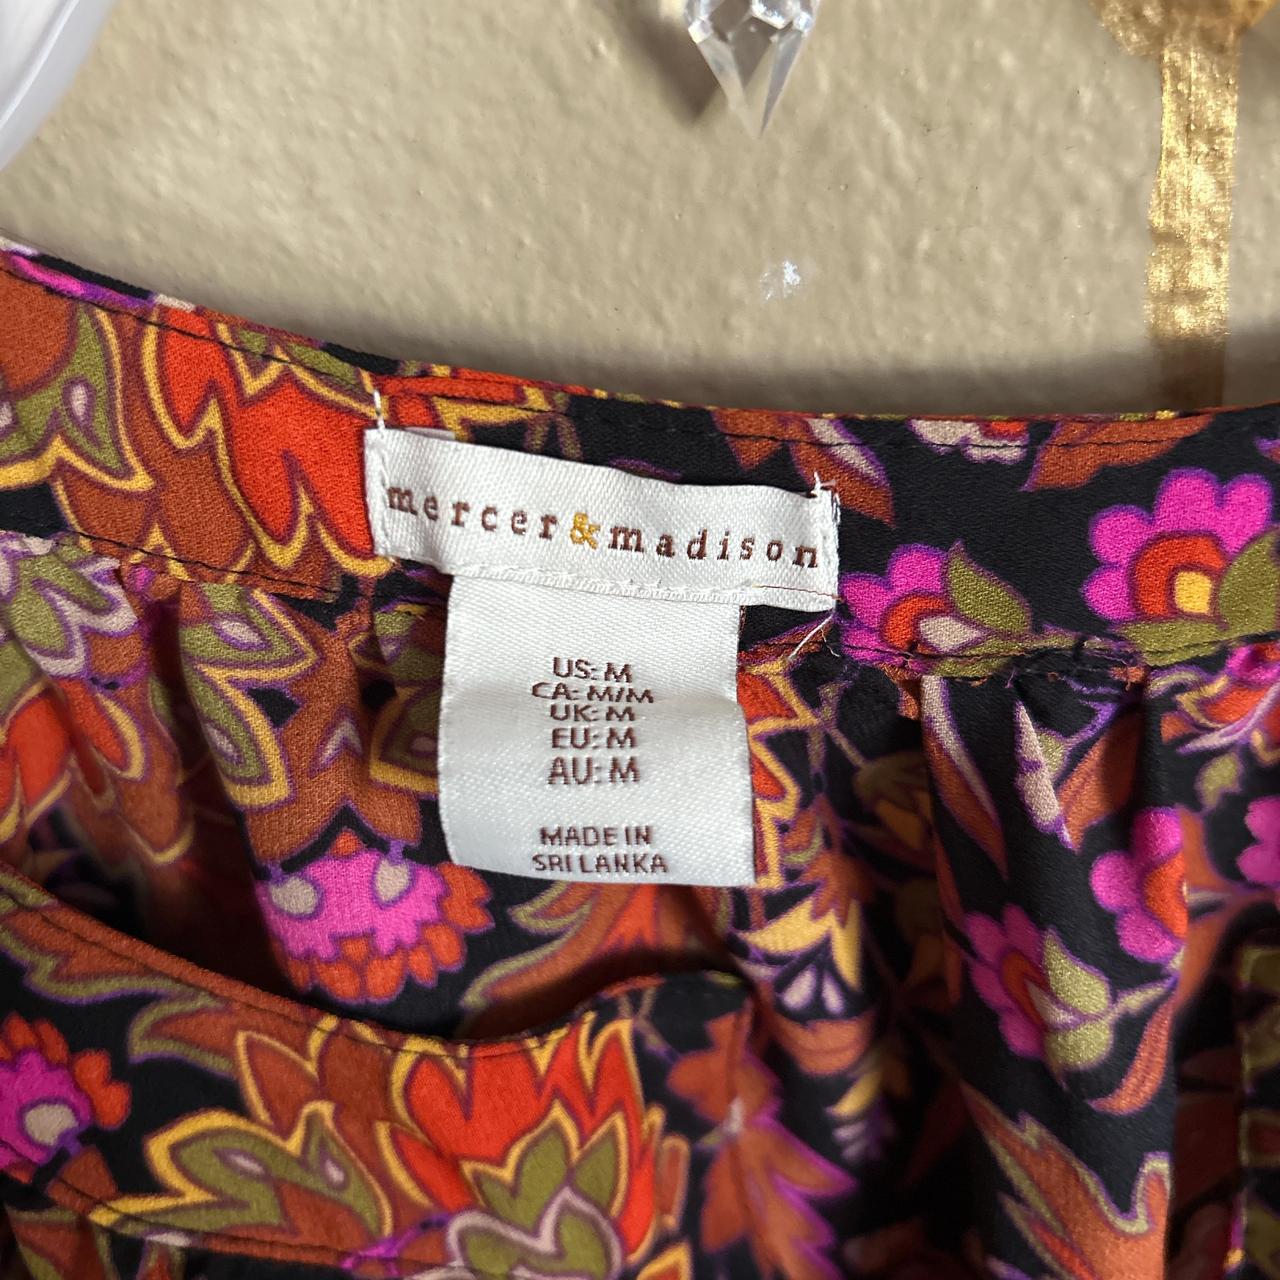 mercer&madison
US: M
CA: M/M
UK: M
EU: M
AU: M
MADE IN
SRI LANKA